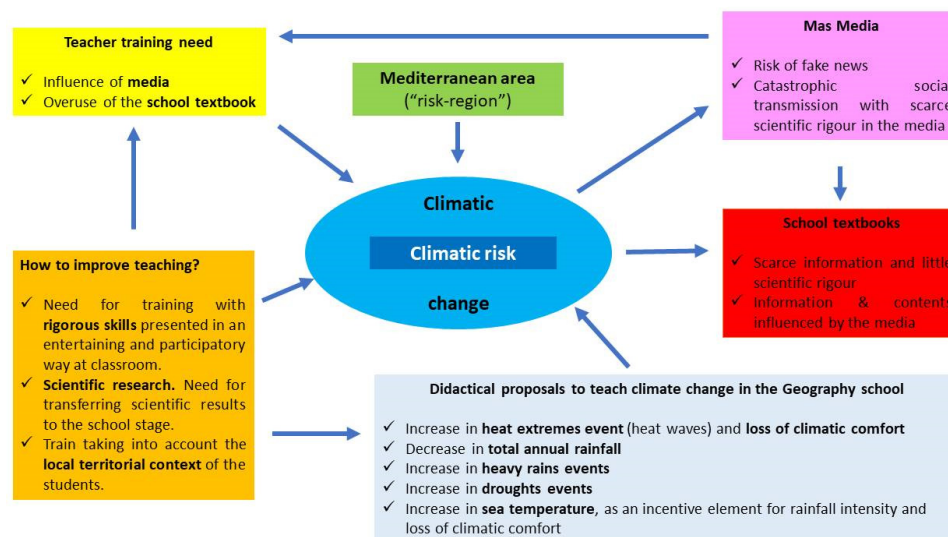 Teacher training need
✓ Influence of media
✓ Overuse of the school textbook
Mediterranean area
("risk-region")
Mas Media
✓ Risk of fake news
✓ Catastrophic socia
transmission with scarce
scientific rigour in the media
Climatic
Climatic risk
change
School textbooks
✓ Scarce information and little
scientific rigour
✓ Information & contents
influenced by the media
How to improve teaching?
✓ Need for training with
rigorous skills presented in an
entertaining and participatory
way at classroom.
✓ Scientific research. Need for
transferring scientific results
to the school stage.
✓ Train taking into account the
local territorial context of the
students.
Didactical proposals to teach climate change in the Geography school
✓ Increase in heat extremes event (heat waves) and loss of climatic comfort
✓ Decrease in total annual rainfall
✓ Increase in heavy rains events
✓ Increase in droughts events
✓ Increase in sea temperature, as an incentive element for rainfall intensity and
loss of climatic comfort